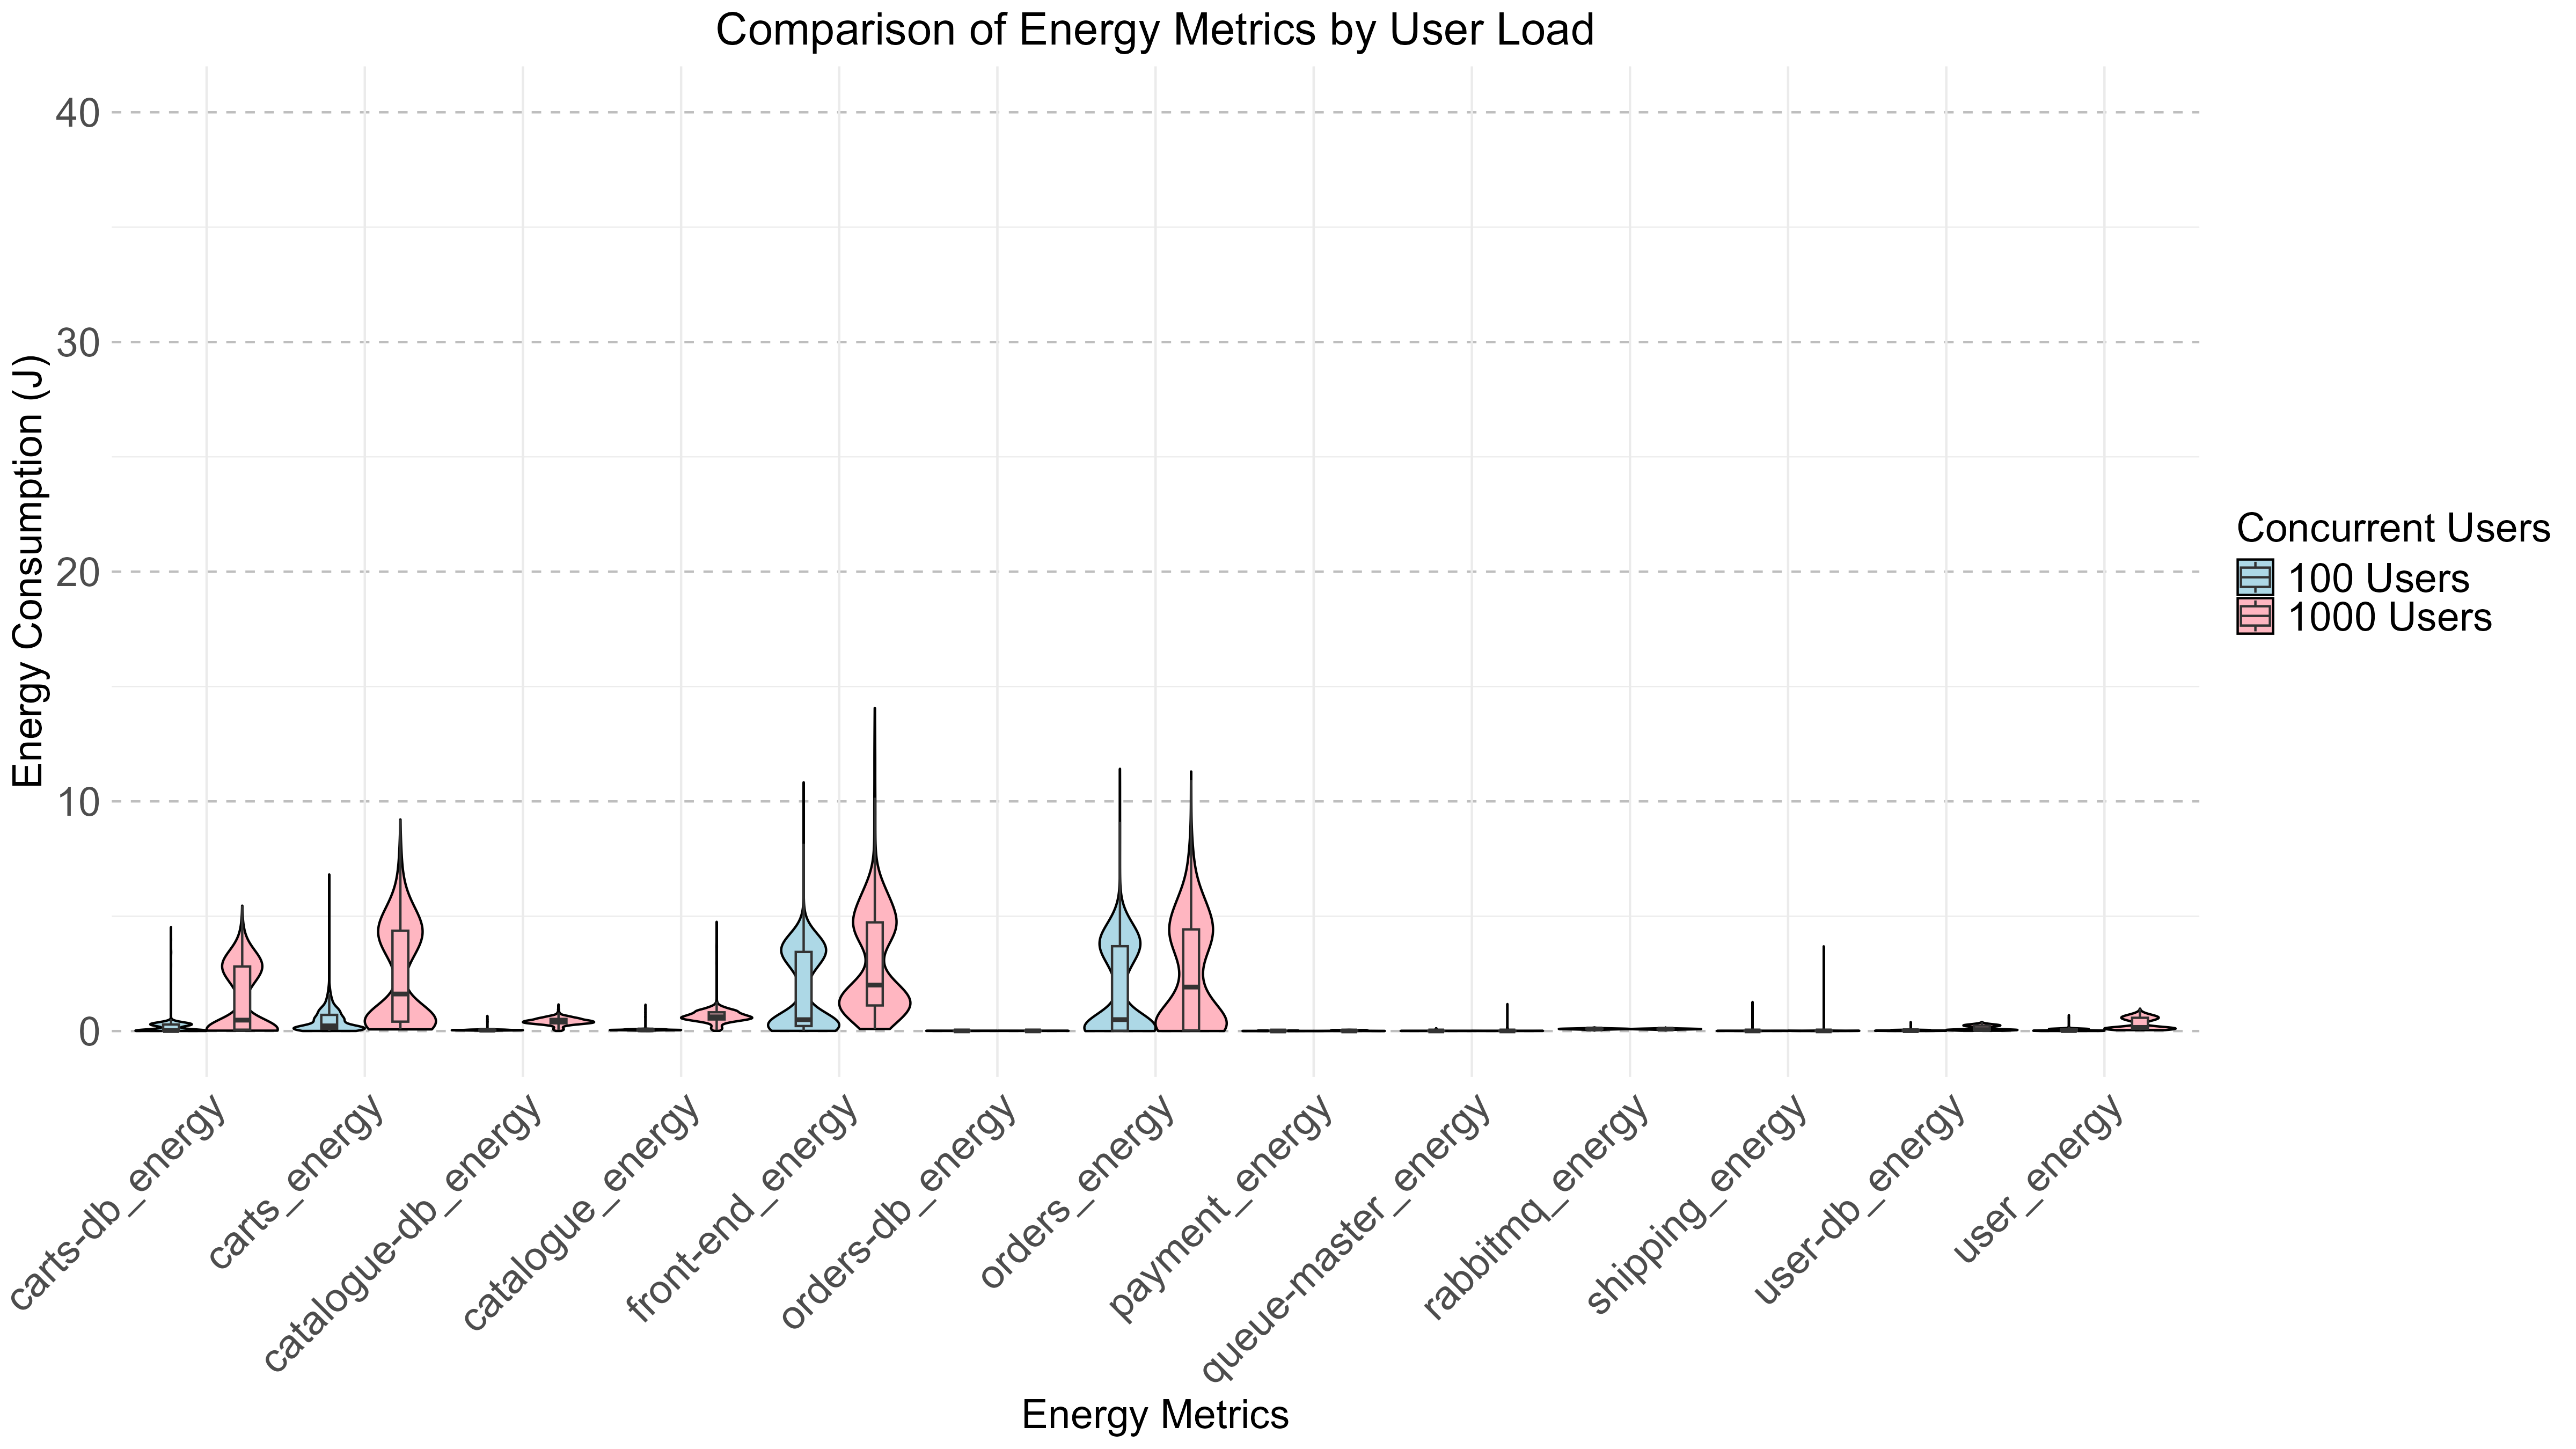 Comparison of Energy Metrics by User Load
Energy Consumption (J)
40
30
20
10
0
carts-db_energy
carts_energy
catalogue-db_energy
catalogue_energy
front-end_energy
orders-db_energy
orders_energy
payment_energy
queue-master_energy
rabbitmq_energy
shipping_energy
user-db_energy
user_energy
Energy Metrics
Concurrent Users
100 Users
1000 Users